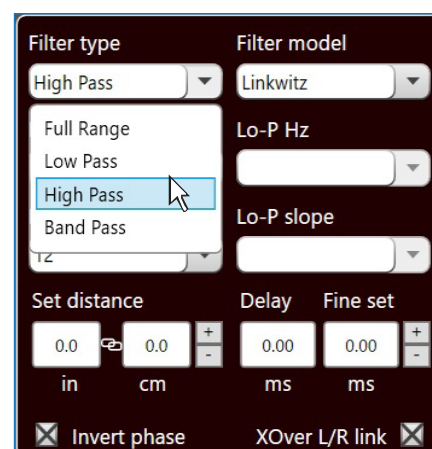 Filter type Filter model
High Pass Linkwitz
Full Range
Low Pass
High Pass
Band Pass
Lo-P Hz
Lo-P slope
12
Set distance Delay Fine set
0.0 0.0 + - 0.00 0.00 + -
in cm ms ms
Invert phase XOver L/R link